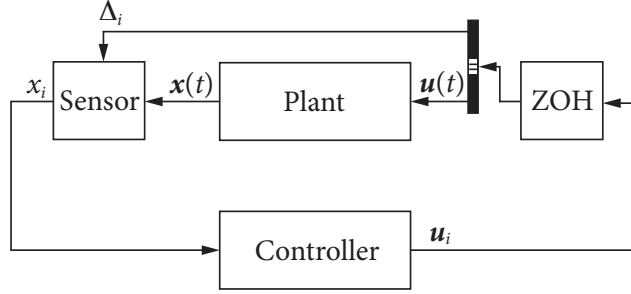 Δi
xi
Sensor
x(t)
Plant
u(t)
ZOH
Controller
ui